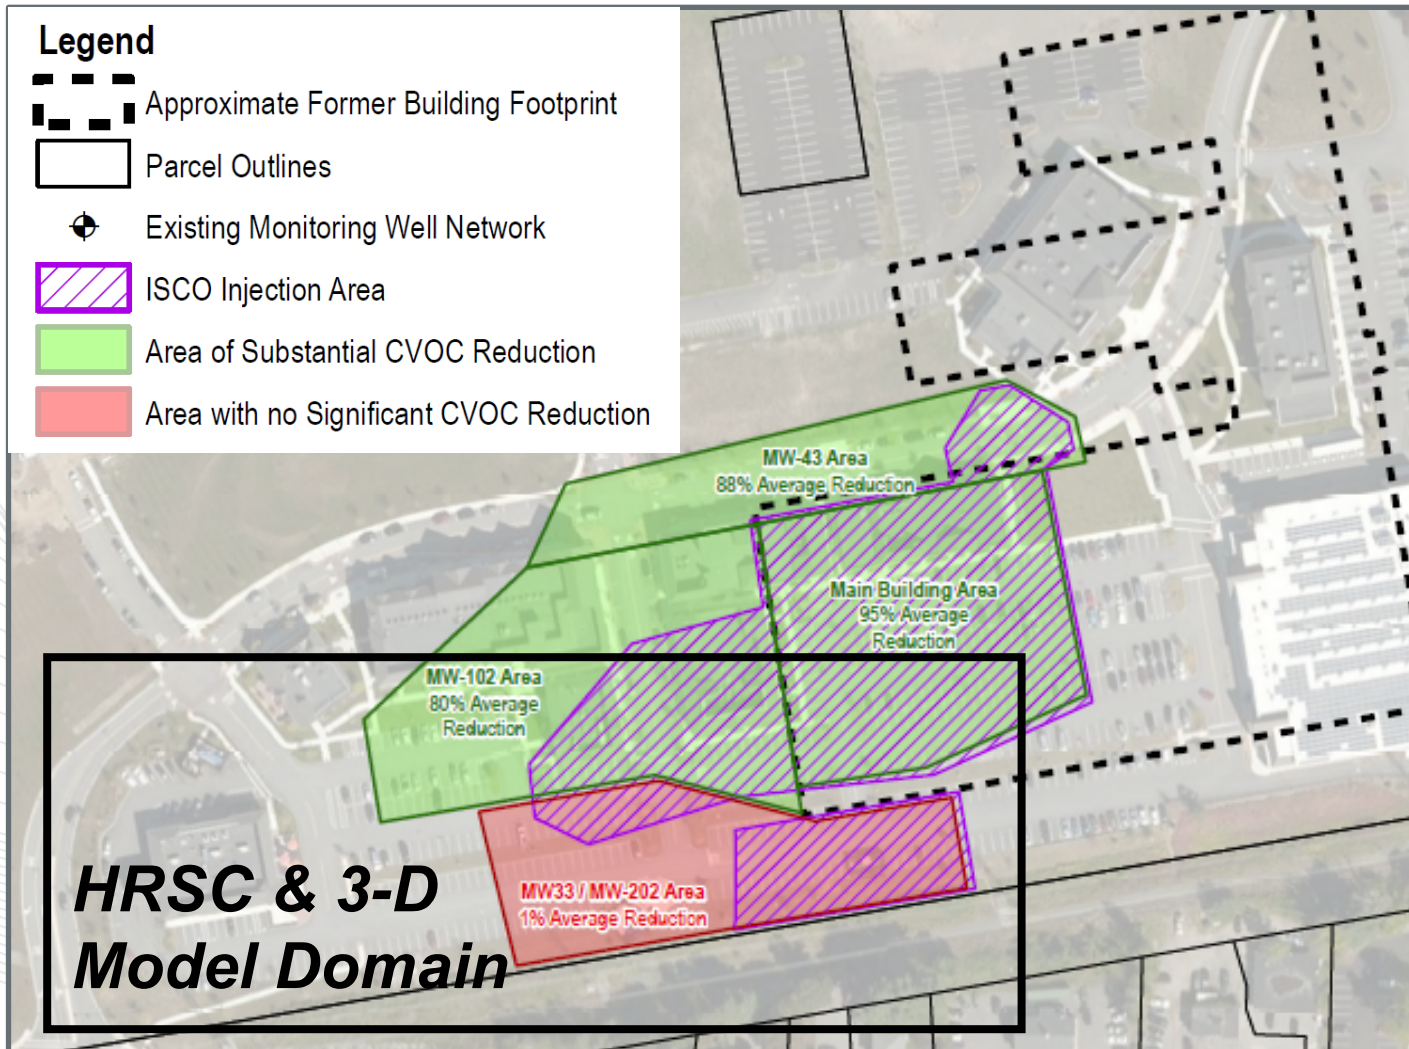 Legend
Approximate Former Building Footprint
Parcel Outlines
Existing Monitoring Well Network
ISCO Injection Area
Area of Substantial CVOC Reduction
Area with no Significant CVOC Reduction
MW-43 Area
88% Average Reduction
Main Building Area
95% Average
Reduction
MW-102 Area
80% Average
Reduction
MW33 / MW-202 Area
1% Average Reduction
HRSC & 3-D
Model Domain